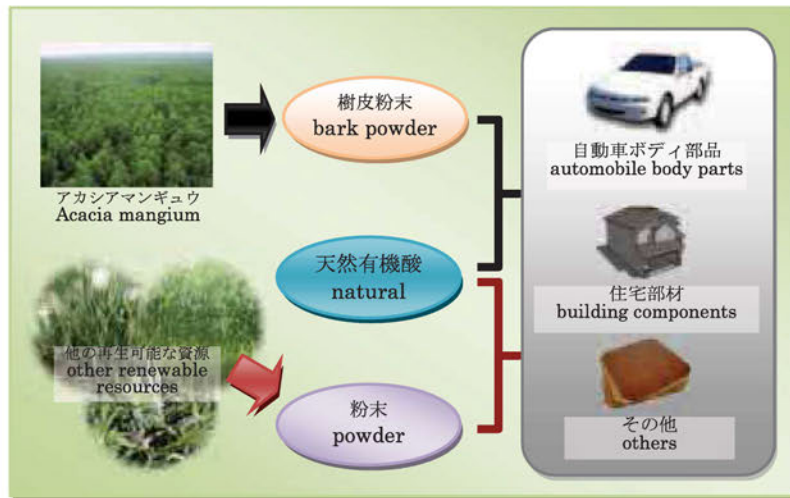 アカシアマンギュウ
Acacia mangium
樹皮粉末
bark powder
天然有機酸
natural
他の再生可能な資源
other renewable
resources
粉末
powder
自動車ボディ部品
automobile body parts
住宅部材
building components
その他
others